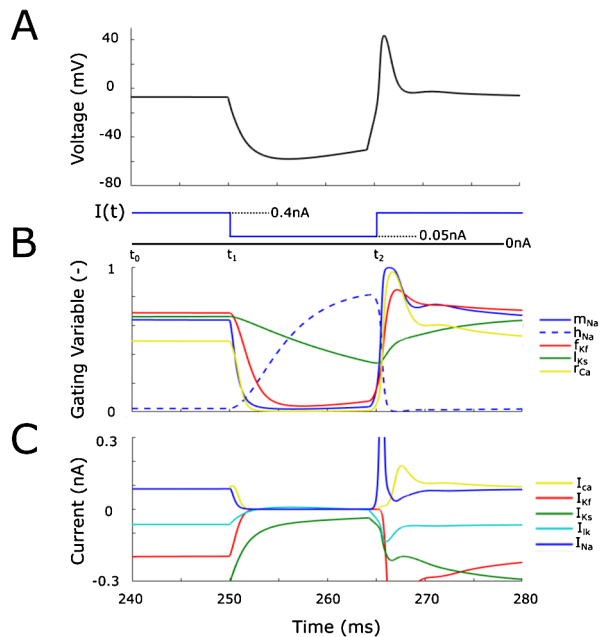 A
40
0
-40
-80
Voltage (mV)
I(t)
0.4nA
0.05nA
0nA
t0
t1
t2
B
1
0
Gating Variable (-)
mNa
hNa
fKf
lKs
rCa
C
0.3
0
-0.3
Current (nA)
Ica
IKf
IKs
Ilk
INa
240
250
260
270
280
Time (ms)